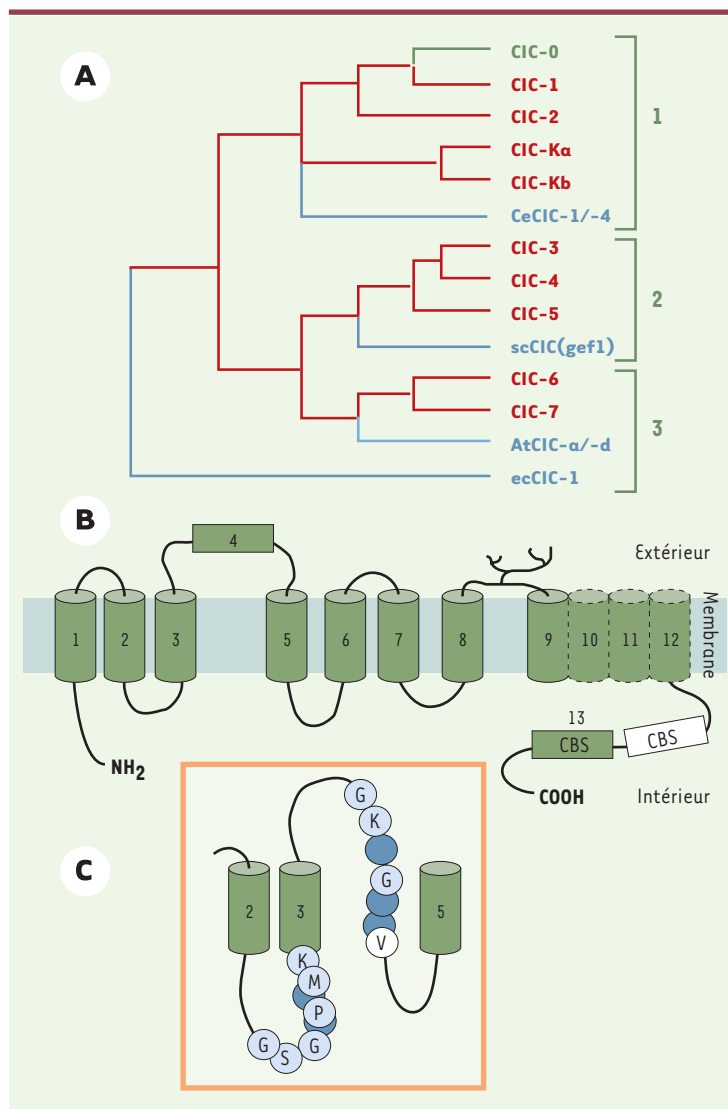 A
ClC-0
ClC-1
ClC-2
ClC-Ka
ClC-Kb
CeClC-1/-4
1
ClC-3
ClC-4
ClC-5
scClC(gef1)
2
ClC-6
ClC-7
AtClC-a/-d
3
ecClC-1
B
Extérieur
Membrane
4
1
2
3
5
6
7
8
9
10
11
12
13
CBS
CBS
NH2
COOH
Intérieur
C
G
K
G
V
2
3
5
K
M
P
G
S
G